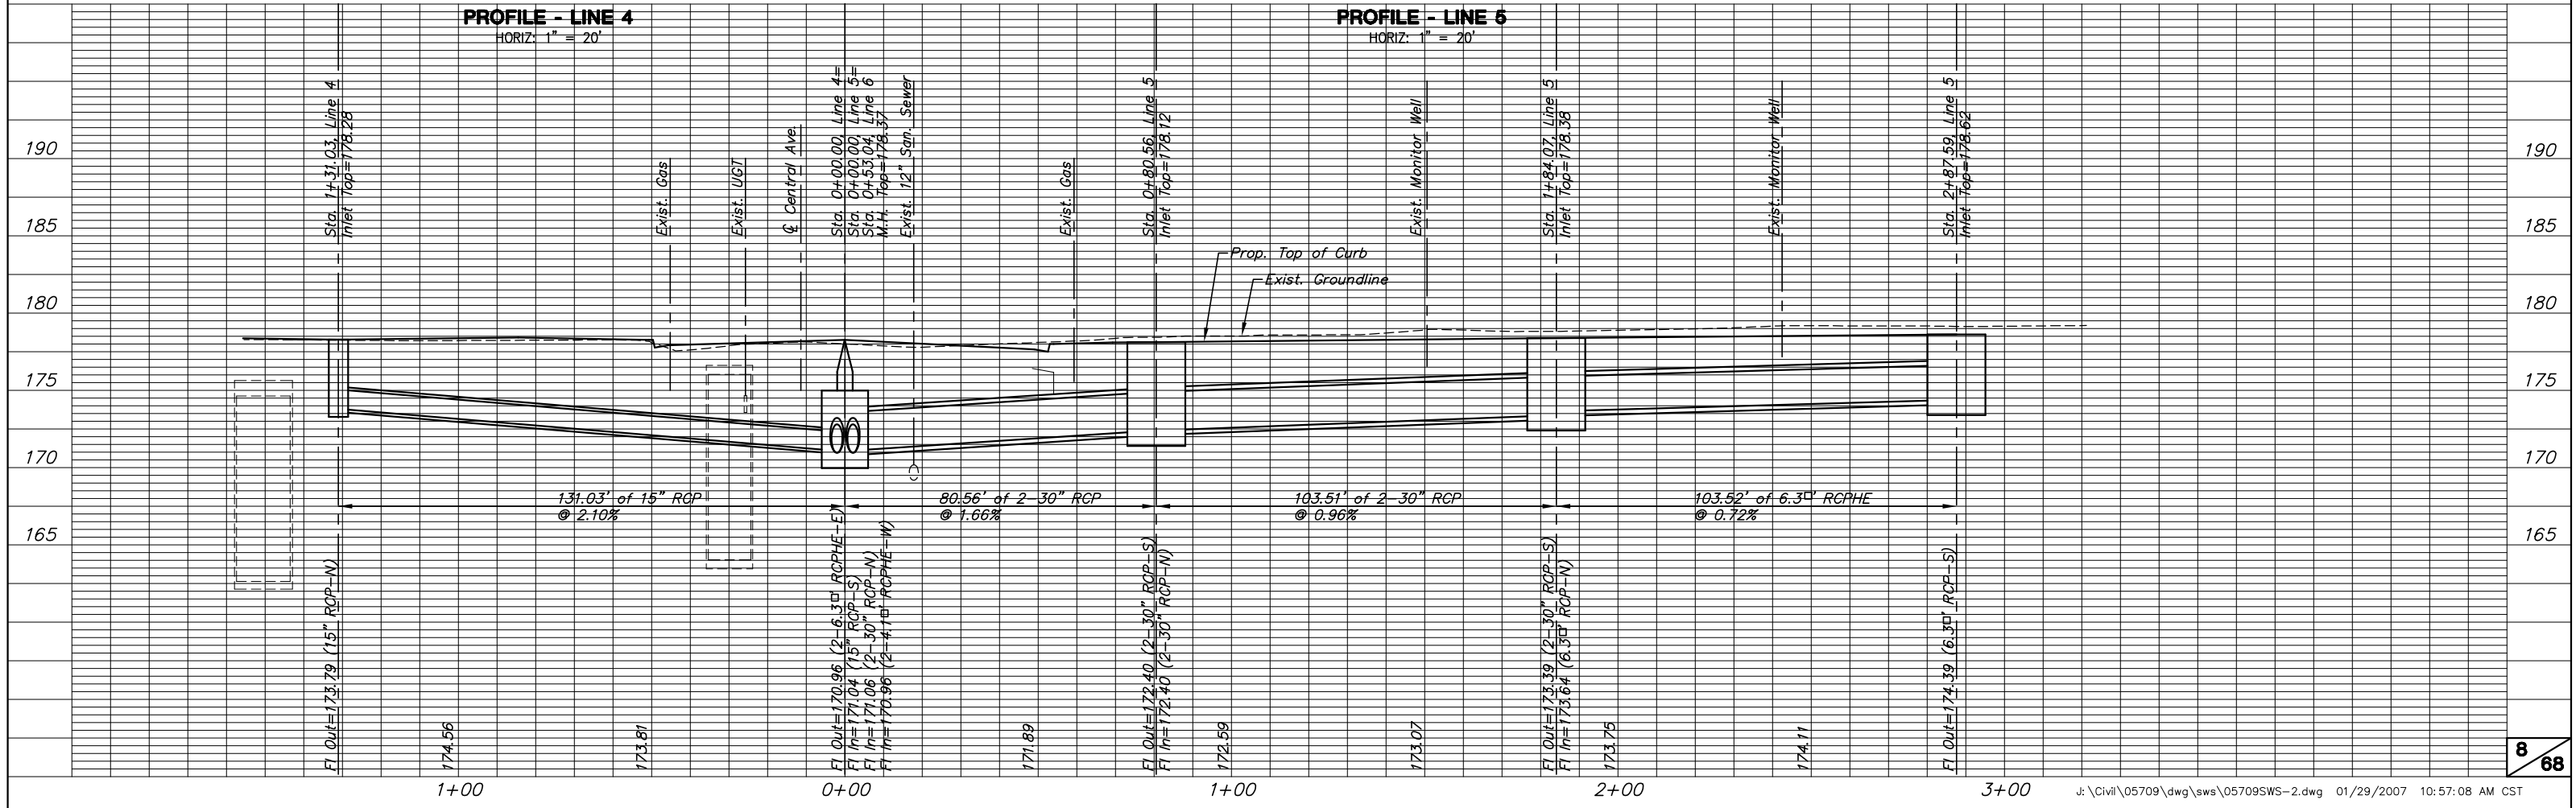 PROFILE - LINE 4
HORIZ: 1" = 20'
PROFILE - LINE 5
HORIZ: 1" = 20'
Sta. 1+31.03, Line 4
Inlet Top=178.28
Exist. Gas
Exist. UGT
℄ Central Ave.
Sta. 0+00.00, Line 4=
Sta. 0+00.00, Line 5=
Sta. 0+53.04, Line 6
M.H. Top=178.37
Exist. 12" San. Sewer
Exist. Gas
Sta. 0+80.56, Line 5
Inlet Top=178.12
Exist. Monitor Well
Sta. 1+84.07, Line 5
Inlet Top=178.38
Exist. Monitor Well
Sta. 2+87.59, Line 5
Inlet Top=178.62
190
190
185
185
Prop. Top of Curb
Exist. Groundline
180
180
175
175
170
170
131.03' of 15" RCP
@ 2.10%
80.56' of 2-30" RCP
@ 1.66%
103.51' of 2-30" RCP
@ 0.96%
103.52' of 6.3□' RCPHE
@ 0.72%
165
165
Fl Out=173.79 (15" RCP-N)
Fl Out=170.96 (2-6.3□' RCPHE-E)
Fl In=171.04 (15" RCP-S)
Fl In=171.06 (2-30" RCP-N)
Fl In=170.96 (2-4.1□' RCPHE-W)
Fl Out=172.40 (2-30" RCP-S)
Fl In=172.40 (2-30" RCP-N)
Fl Out=173.39 (2-30" RCP-S)
Fl In=173.64 (6.3□' RCP-N)
Fl Out=174.39 (6.3□' RCP-S)
174.56
173.81
171.89
172.59
173.07
173.75
174.11
8
68
1+00
0+00
1+00
2+00
3+00
J:\Civil\05709\dwg\sws\05709SWS-2.dwg 01/29/2007 10:57:08 AM CST